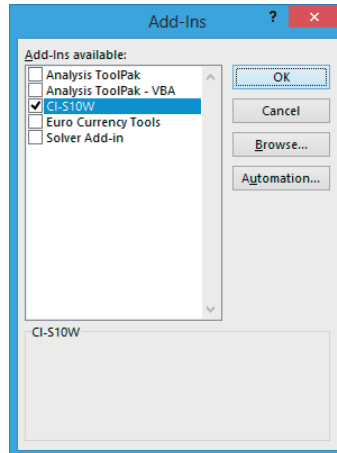 Add-Ins
?
×
Add-Ins available:
Analysis ToolPak
Analysis ToolPak - VBA
CI-S10W
Euro Currency Tools
Solver Add-in
OK
Cancel
Browse...
Automation...
CI-S10W